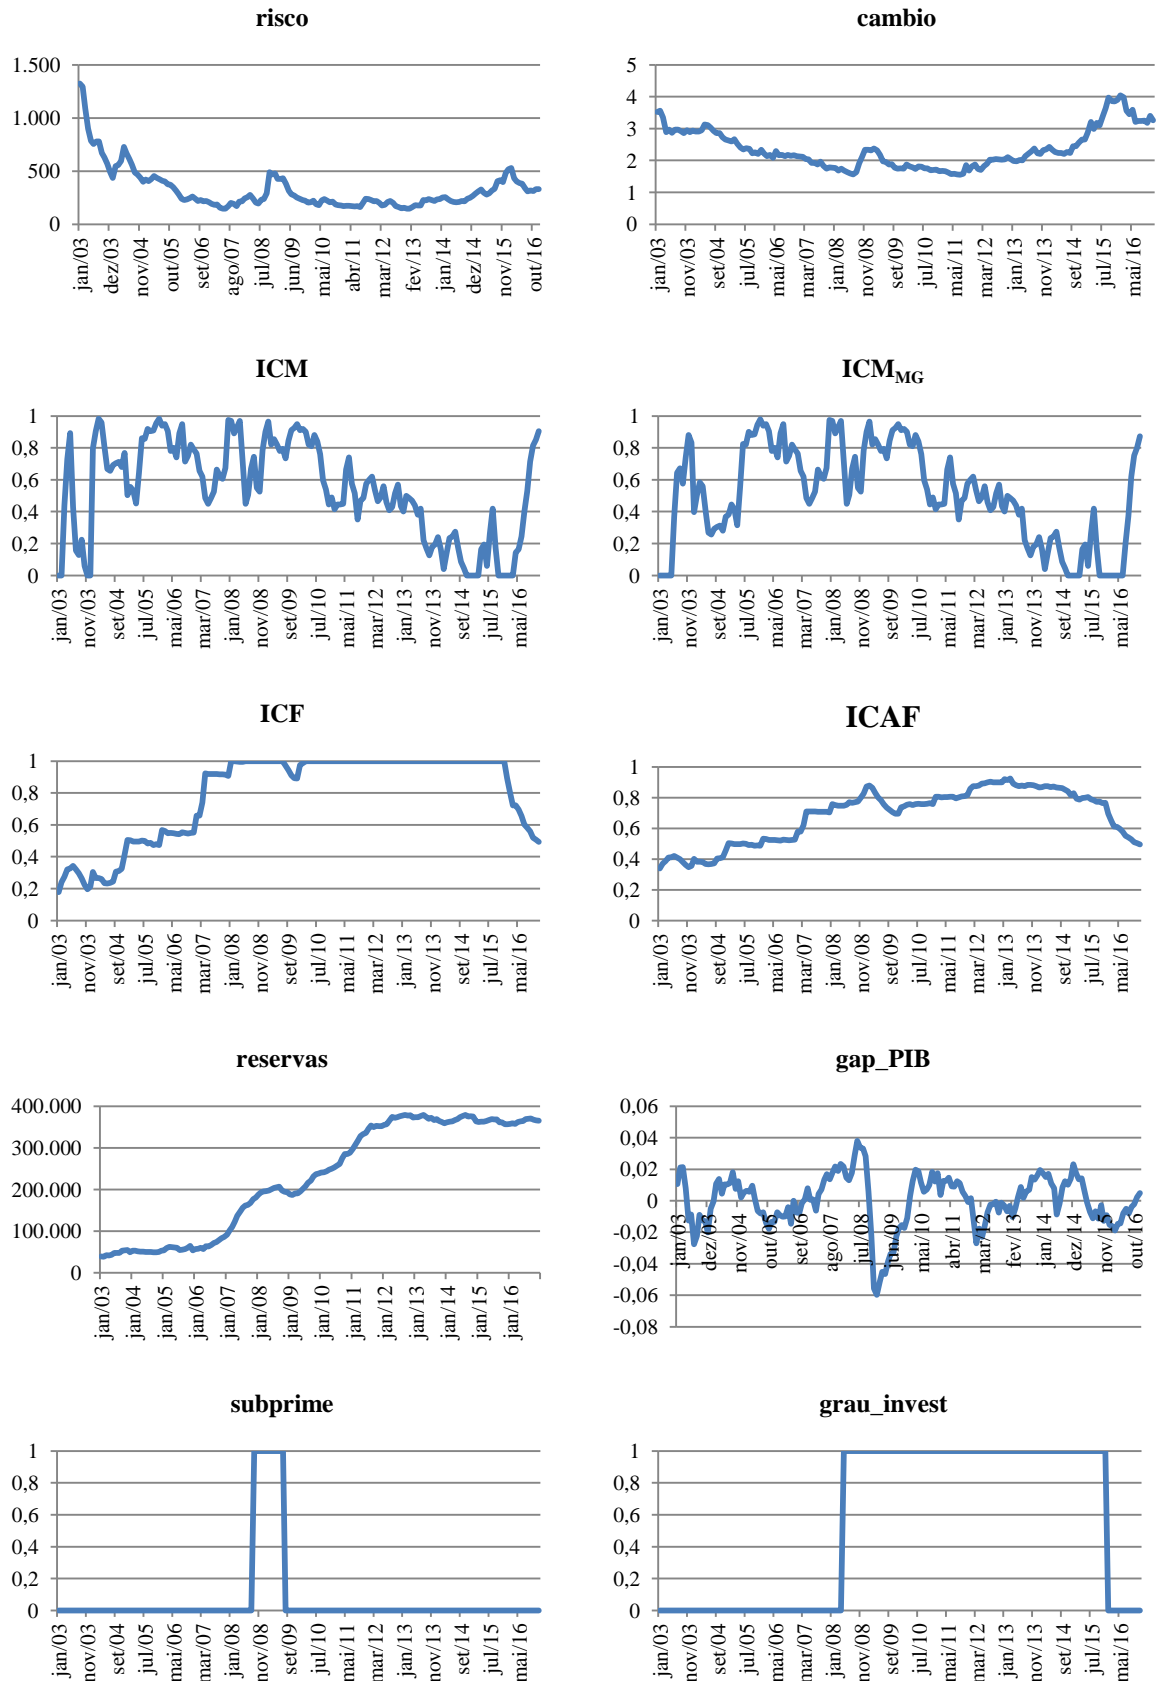 risco
1.500
1.000
500
0
jan/03 dez/03 nov/04 out/05 set/06 ago/07 jul/08 jun/09 mai/10 abr/11 mar/12 fev/13 jan/14 dez/14 nov/15 out/16
cambio
5
4
3
2
1
0
jan/03 nov/03 set/04 jul/05 mai/06 mar/07 jan/08 nov/08 set/09 jul/10 mai/11 mar/12 jan/13 nov/13 set/14 jul/15 mai/16
ICM
1
0,8
0,6
0,4
0,2
0
jan/03 nov/03 set/04 jul/05 mai/06 mar/07 jan/08 nov/08 set/09 jul/10 mai/11 mar/12 jan/13 nov/13 set/14 jul/15 mai/16
ICM_MG
1
0,8
0,6
0,4
0,2
0
jan/03 nov/03 set/04 jul/05 mai/06 mar/07 jan/08 nov/08 set/09 jul/10 mai/11 mar/12 jan/13 nov/13 set/14 jul/15 mai/16
ICF
1
0,8
0,6
0,4
0,2
0
jan/03 nov/03 set/04 jul/05 mai/06 mar/07 jan/08 nov/08 set/09 jul/10 mai/11 mar/12 jan/13 nov/13 set/14 jul/15 mai/16
ICAF
1
0,8
0,6
0,4
0,2
0
jan/03 nov/03 set/04 jul/05 mai/06 mar/07 jan/08 nov/08 set/09 jul/10 mai/11 mar/12 jan/13 nov/13 set/14 jul/15 mai/16
reservas
400.000
300.000
200.000
100.000
0
jan/03 jan/04 jan/05 jan/06 jan/07 jan/08 jan/09 jan/10 jan/11 jan/12 jan/13 jan/14 jan/15 jan/16
gap_PIB
0,06
0,04
0,02
0
-0,02
-0,04
-0,06
-0,08
jan/03 dez/03 nov/04 out/05 set/06 ago/07 jul/08 jun/09 mai/10 abr/11 mar/12 fev/13 jan/14 dez/14 nov/15 out/16
subprime
1
0,8
0,6
0,4
0,2
0
jan/03 nov/03 set/04 jul/05 mai/06 mar/07 jan/08 nov/08 set/09 jul/10 mai/11 mar/12 jan/13 nov/13 set/14 jul/15 mai/16
grau_invest
1
0,8
0,6
0,4
0,2
0
jan/03 nov/03 set/04 jul/05 mai/06 mar/07 jan/08 nov/08 set/09 jul/10 mai/11 mar/12 jan/13 nov/13 set/14 jul/15 mai/16